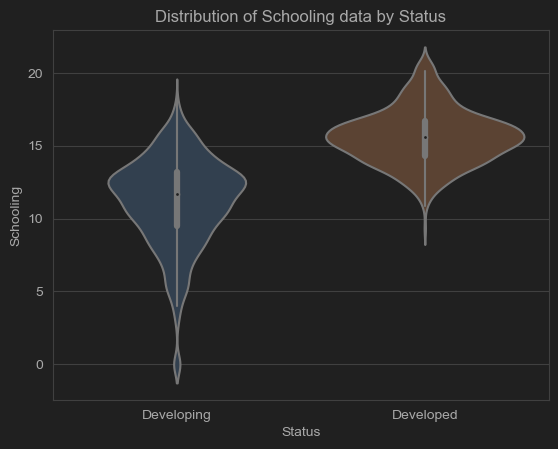 Distribution of Schooling data by Status
20
15
10
5
0
Schooling
Developing
Developed
Status